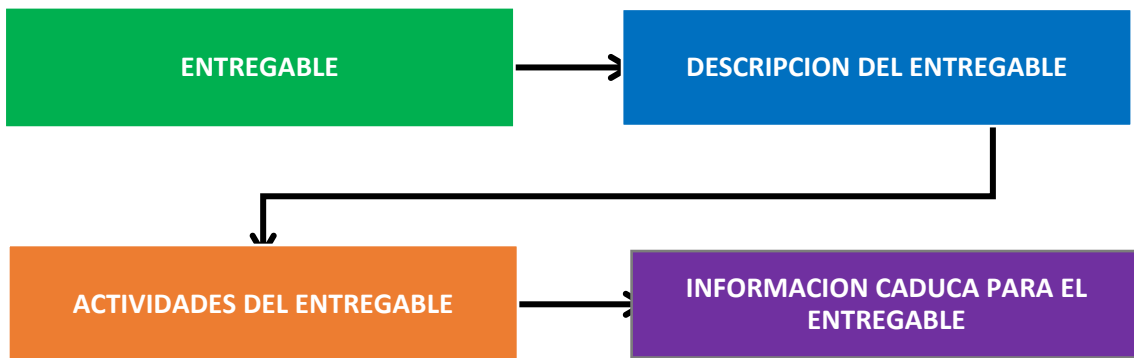 ENTREGABLE
DESCRIPCION DEL ENTREGABLE
ACTIVIDADES DEL ENTREGABLE
INFORMACION CADUCA PARA EL
ENTREGABLE